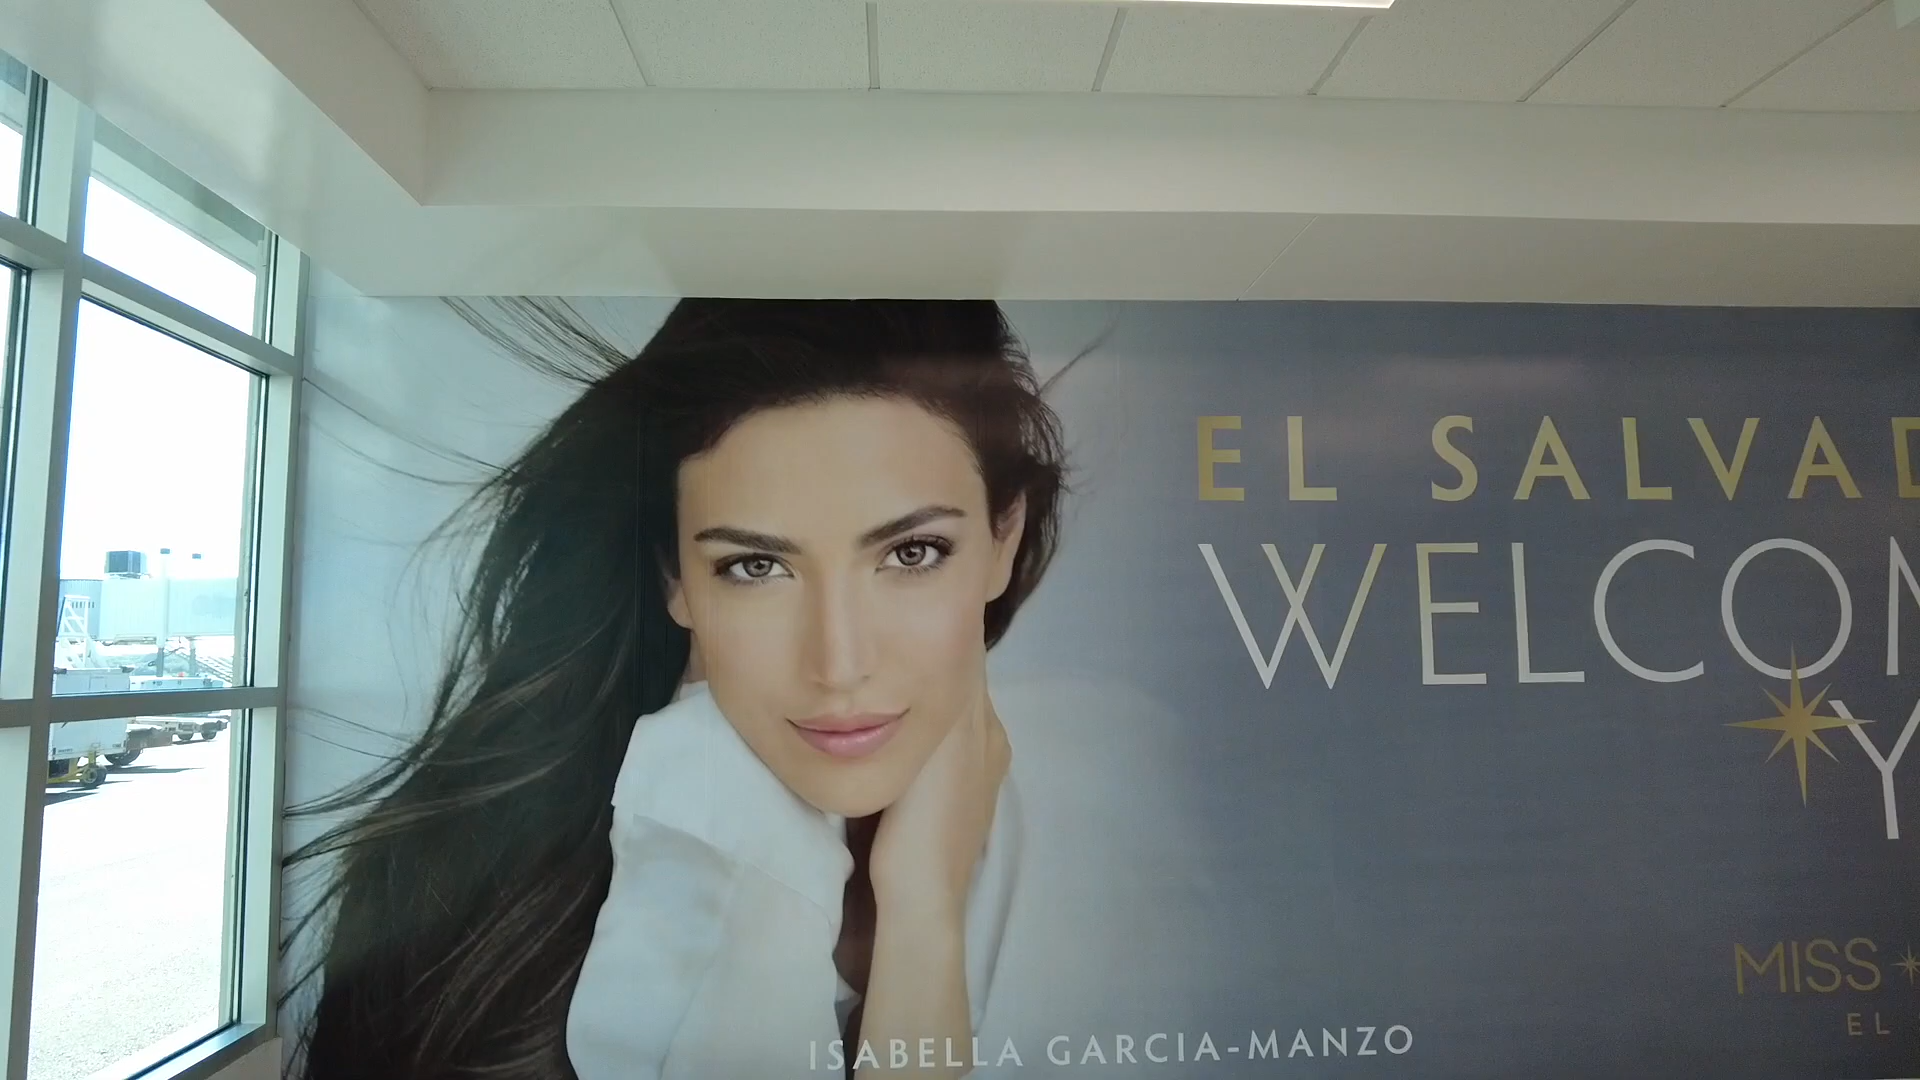 EL SALVAD
WELCOM
Y
MISS
EL
ISABELLA GARCIA-MANZO